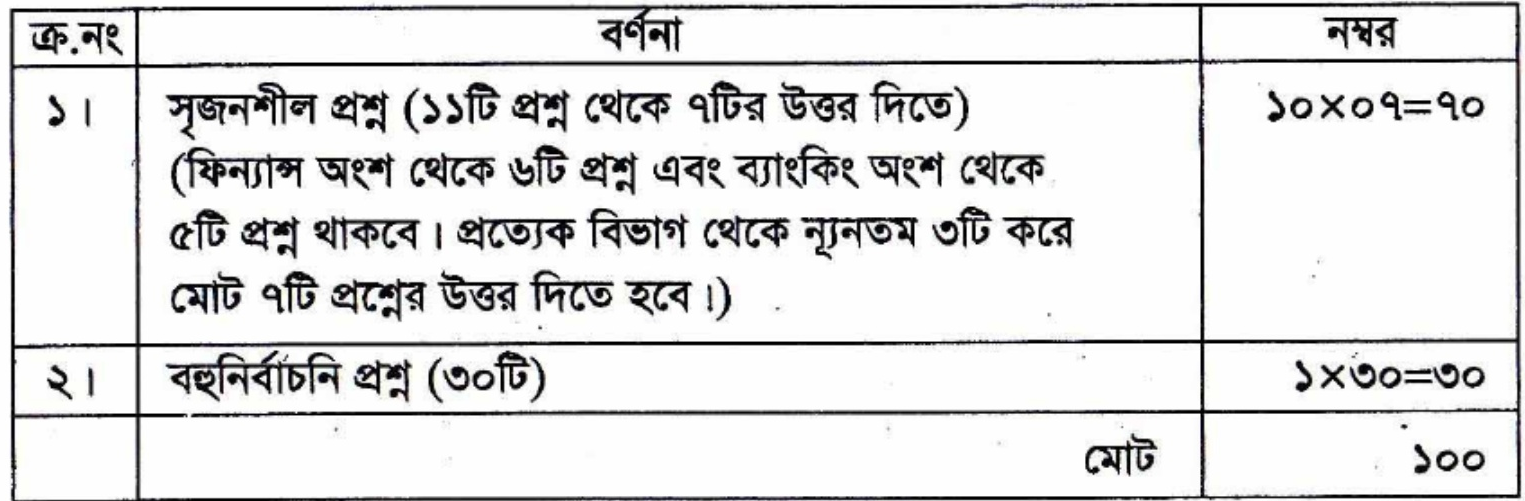 ক্র.নং বর্ণনা নম্বর
১। সৃজনশীল প্রশ্ন (১১টি প্রশ্ন থেকে ৭টির উত্তর দিতে) ১০×০৭=৭০
(ফিন্যান্স অংশ থেকে ৬টি প্রশ্ন এবং ব্যাংকিং অংশ থেকে
৫টি প্রশ্ন থাকবে। প্রত্যেক বিভাগ থেকে ন্যূনতম ৩টি করে
মোট ৭টি প্রশ্নের উত্তর দিতে হবে।)
২। বহুনির্বাচনি প্রশ্ন (৩০টি) ১×৩০=৩০
মোট ১০০